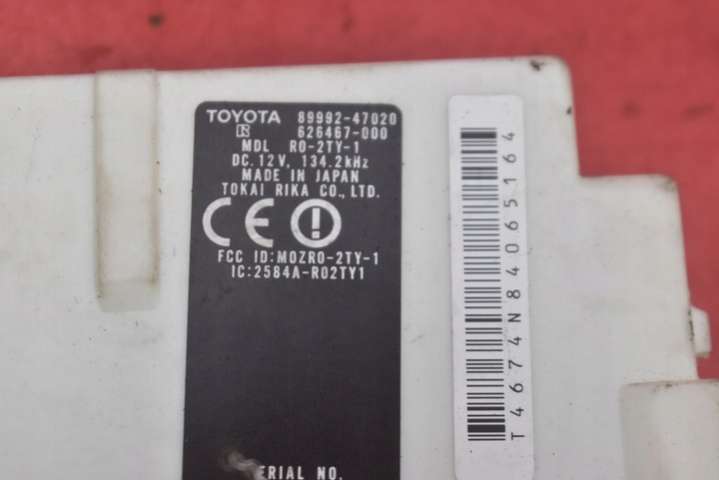 TOYOTA 89992-47020
R 626467-000
MDL RO-2TY-1
DC.12V, 134.2kHz
MADE IN JAPAN
TOKAI RIKA CO., LTD.
CE
FCC ID:MOZRO-2TY-1
IC:2584A-RO2TY1
SERIAL NO.
T4674N84065164